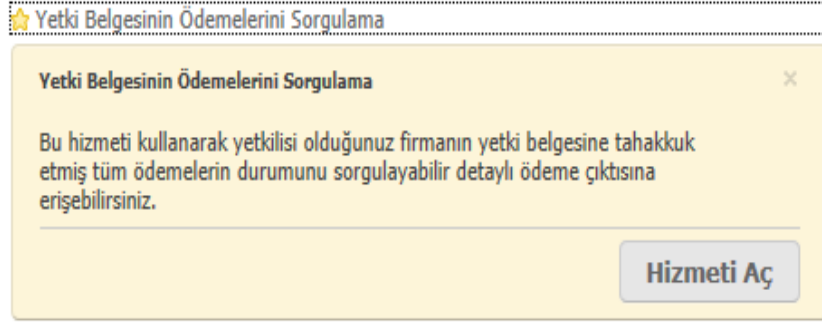 Yetki Belgesinin Ödemelerini Sorgulama
Yetki Belgesinin Ödemelerini Sorgulama
×
Bu hizmeti kullanarak yetkilisi olduğunuz firmanın yetki belgesine tahakkuk
etmiş tüm ödemelerin durumunu sorgulayabilir detaylı ödeme çıktısına
erişebilirsiniz.
Hizmeti Aç